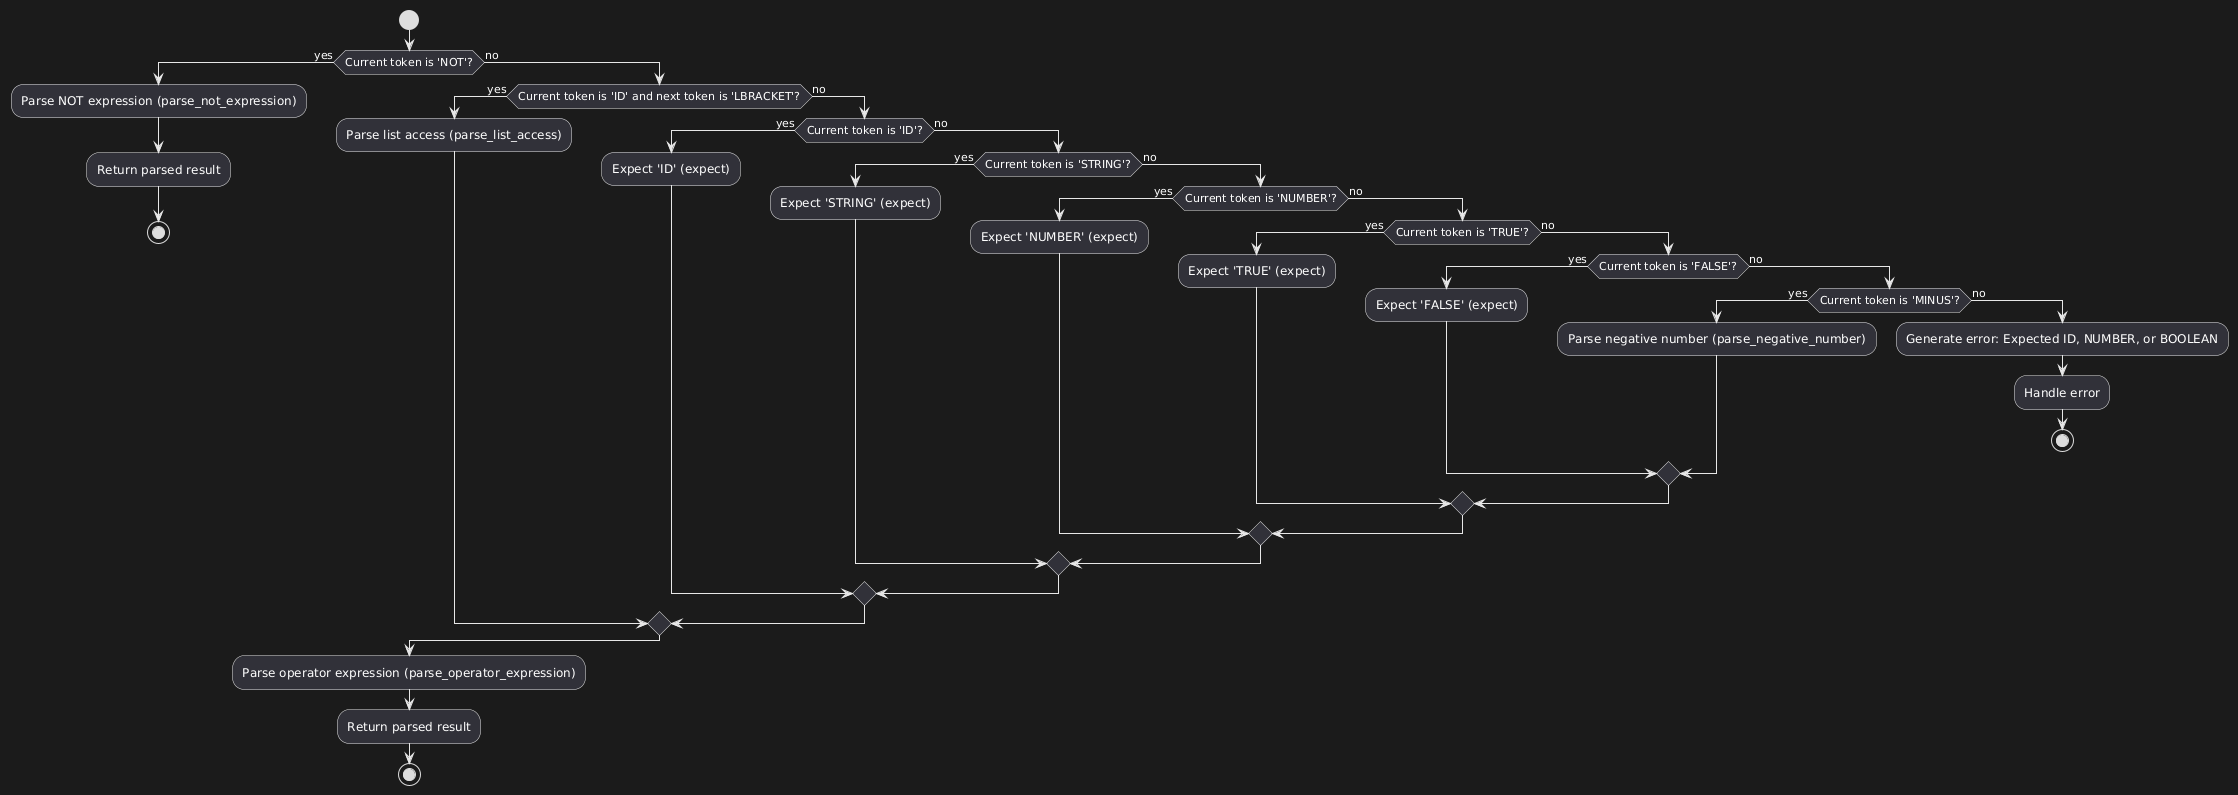 yes
Current token is 'NOT'?
no
Parse NOT expression (parse_not_expression)
Return parsed result
yes
Current token is 'ID' and next token is 'LBRACKET'?
no
Parse list access (parse_list_access)
yes
Current token is 'ID'?
no
Expect 'ID' (expect)
yes
Current token is 'STRING'?
no
Expect 'STRING' (expect)
yes
Current token is 'NUMBER'?
no
Expect 'NUMBER' (expect)
yes
Current token is 'TRUE'?
no
Expect 'TRUE' (expect)
yes
Current token is 'FALSE'?
no
Expect 'FALSE' (expect)
yes
Current token is 'MINUS'?
no
Parse negative number (parse_negative_number)
Generate error: Expected ID, NUMBER, or BOOLEAN
Handle error
Parse operator expression (parse_operator_expression)
Return parsed result